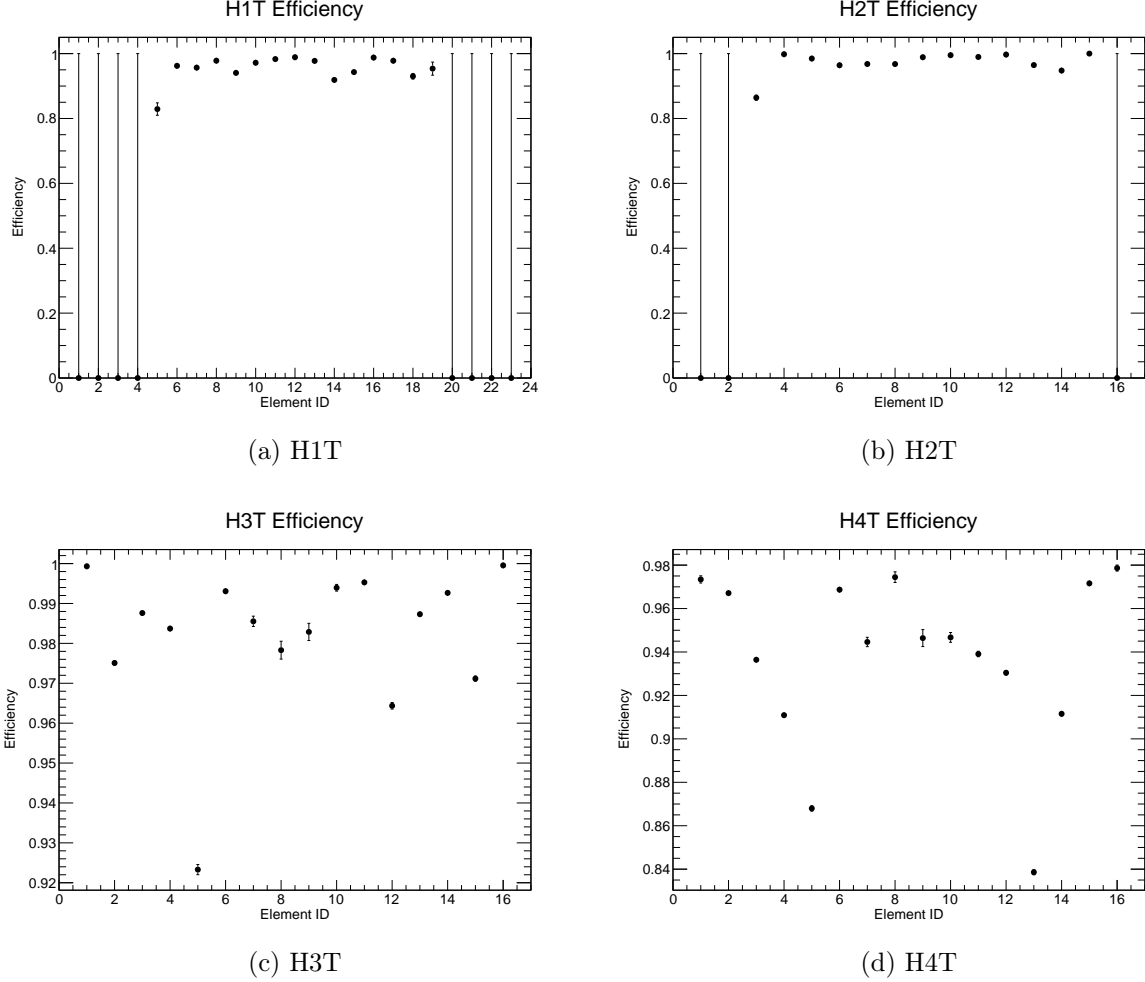 H1T Efficiency
Efficiency
1
0.8
0.6
0.4
0.2
0
0 2 4 6 8 10 12 14 16 18 20 22 24
Element ID
(a) H1T
H2T Efficiency
Efficiency
1
0.8
0.6
0.4
0.2
0
0 2 4 6 8 10 12 14 16
Element ID
(b) H2T
H3T Efficiency
Efficiency
1
0.99
0.98
0.97
0.96
0.95
0.94
0.93
0.92
0 2 4 6 8 10 12 14 16
Element ID
(c) H3T
H4T Efficiency
Efficiency
0.98
0.96
0.94
0.92
0.9
0.88
0.86
0.84
0 2 4 6 8 10 12 14 16
Element ID
(d) H4T